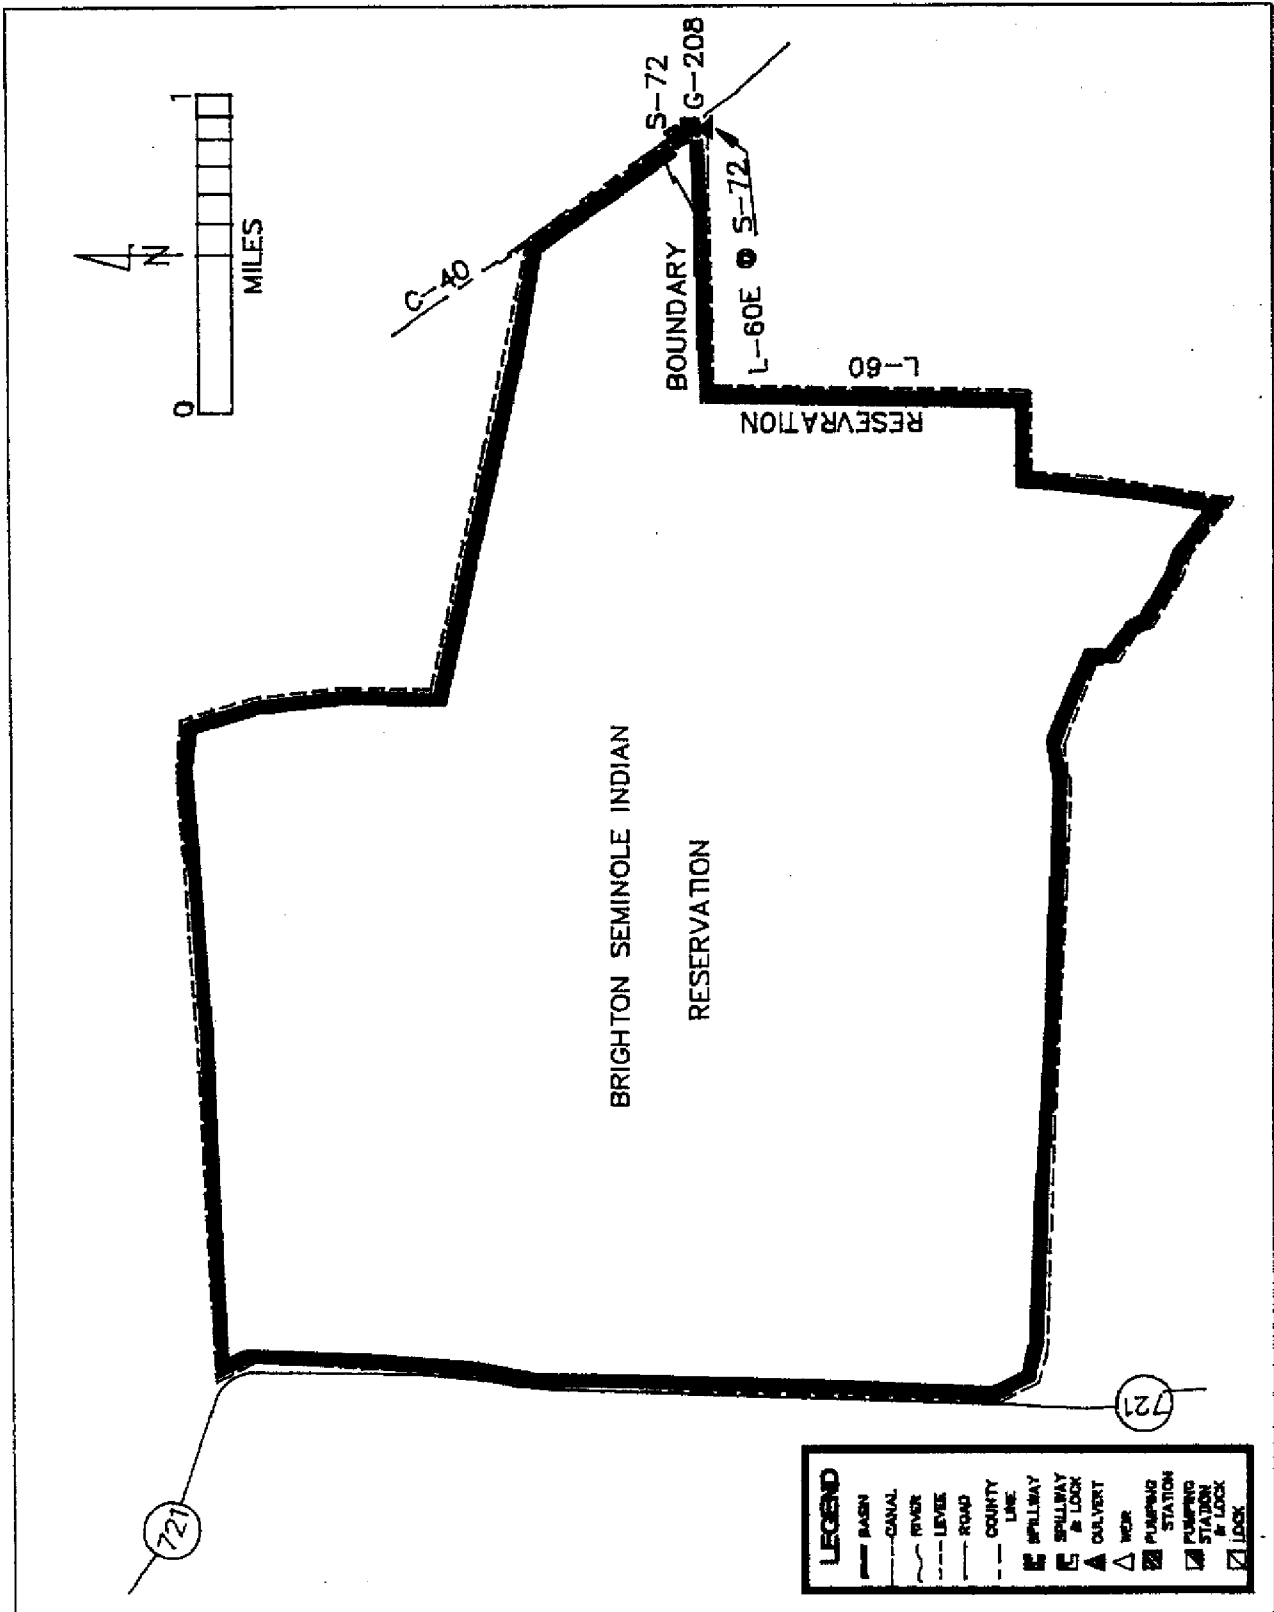 0
1
MILES
N
S-72
G-208
C-40
BOUNDARY
L-60E @ S-72
L-60
RESEVRATION
BRIGHTON SEMINOLE INDIAN
RESERVATION
721
721
LEGEND
BASIN
CANAL
RIVER
LEVEE
ROAD
COUNTY
LINE
SPILLWAY
SPILLWAY
& LOCK
CULVERT
WEIR
PUMPING
STATION
PUMPING
STATION
& LOCK
LOCK